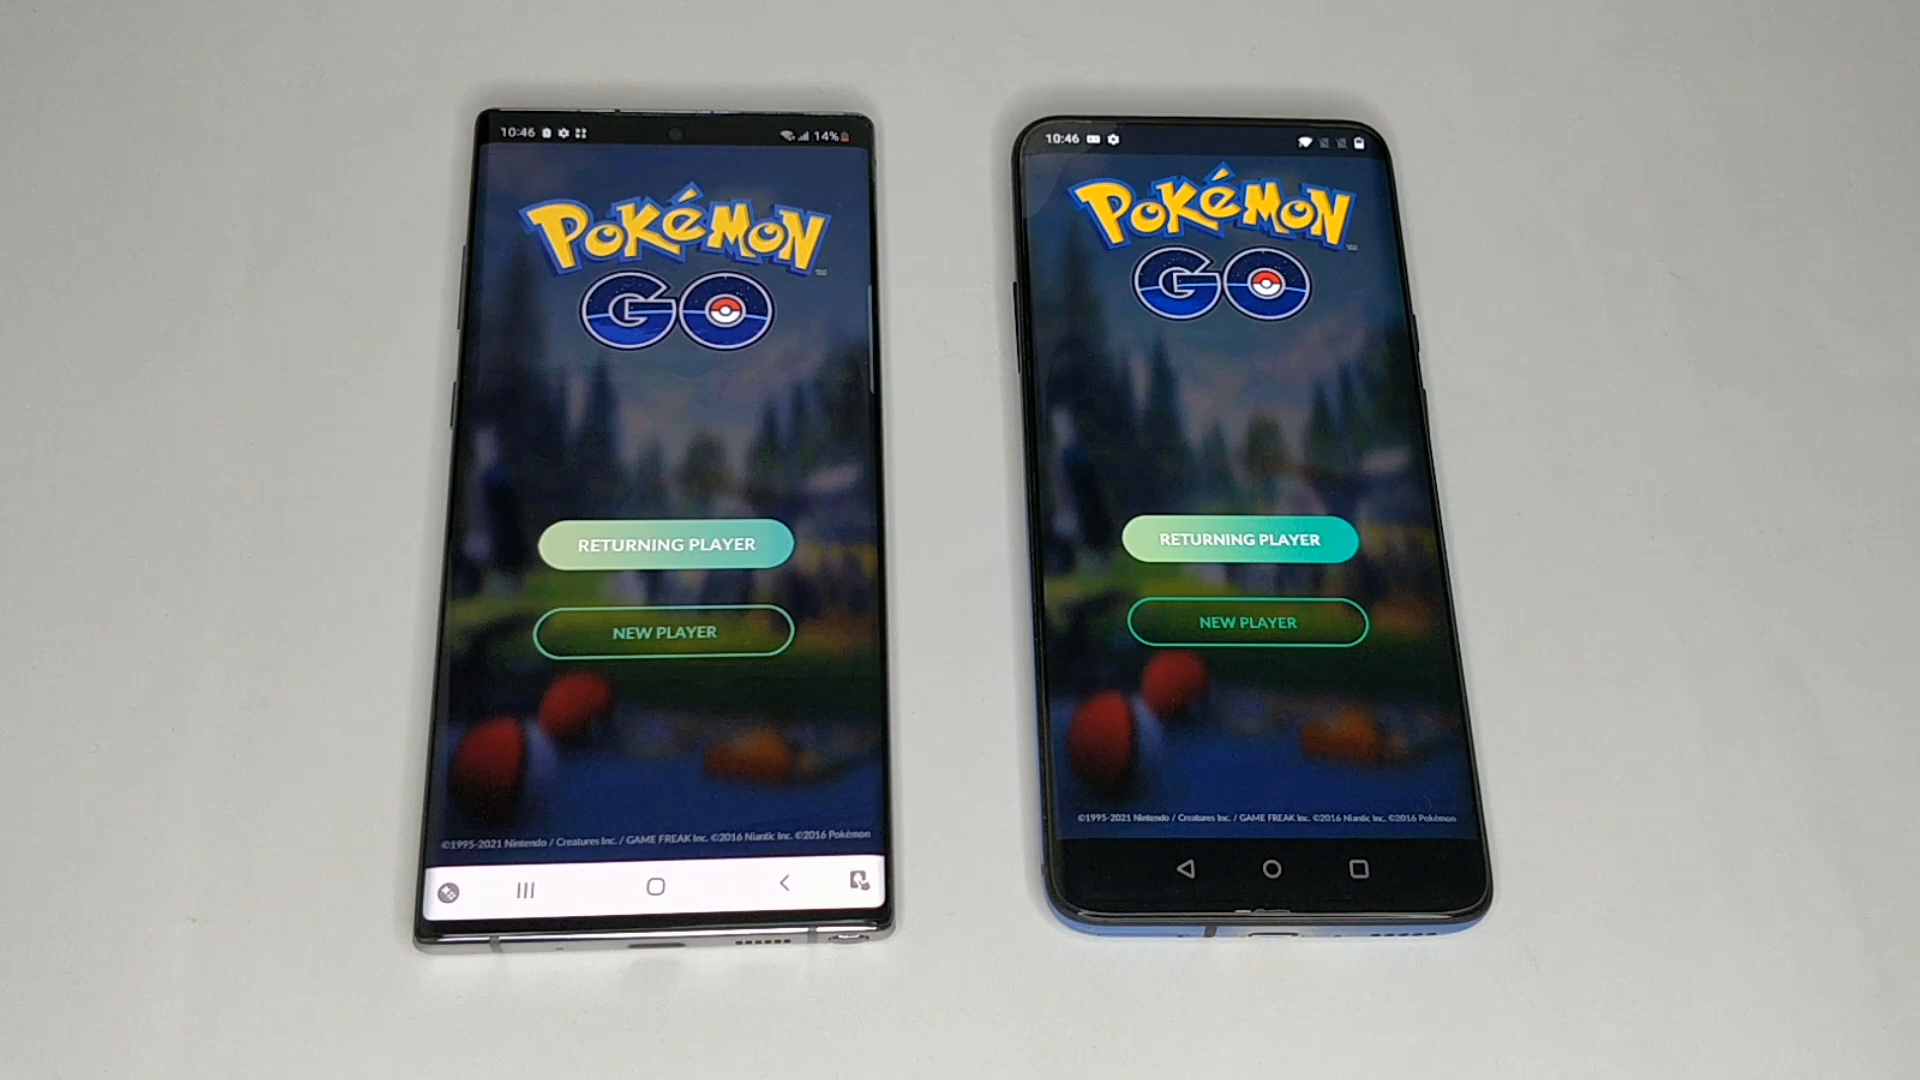 10:46
14%
POKéMON
™
GO
RETURNING PLAYER
NEW PLAYER
©1995-2021 Nintendo / Creatures Inc. / GAME FREAK Inc. ©2016 Niantic Inc. ©2016 Pokémon
10:46
POKéMON
™
GO
RETURNING PLAYER
NEW PLAYER
©1995-2021 Nintendo / Creatures Inc. / GAME FREAK Inc. ©2016 Niantic Inc. ©2016 Pokémon